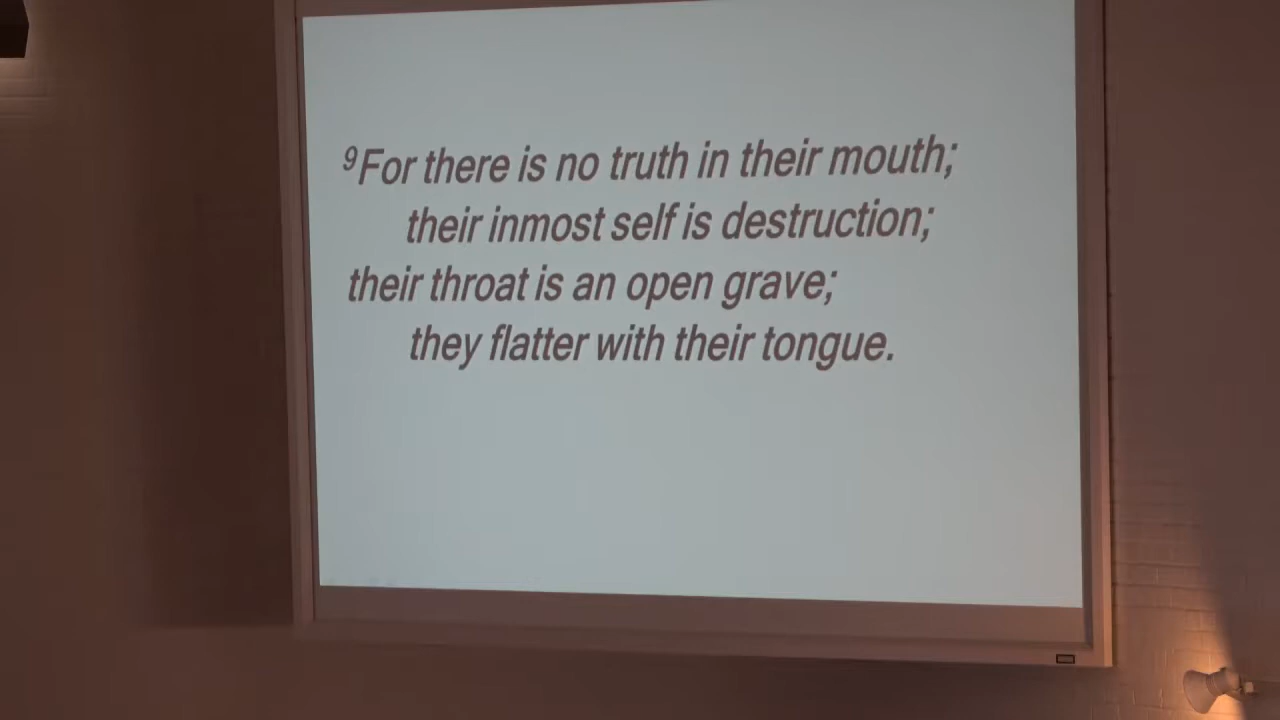 ⁹For there is no truth in their mouth;
their inmost self is destruction;
their throat is an open grave;
they flatter with their tongue.